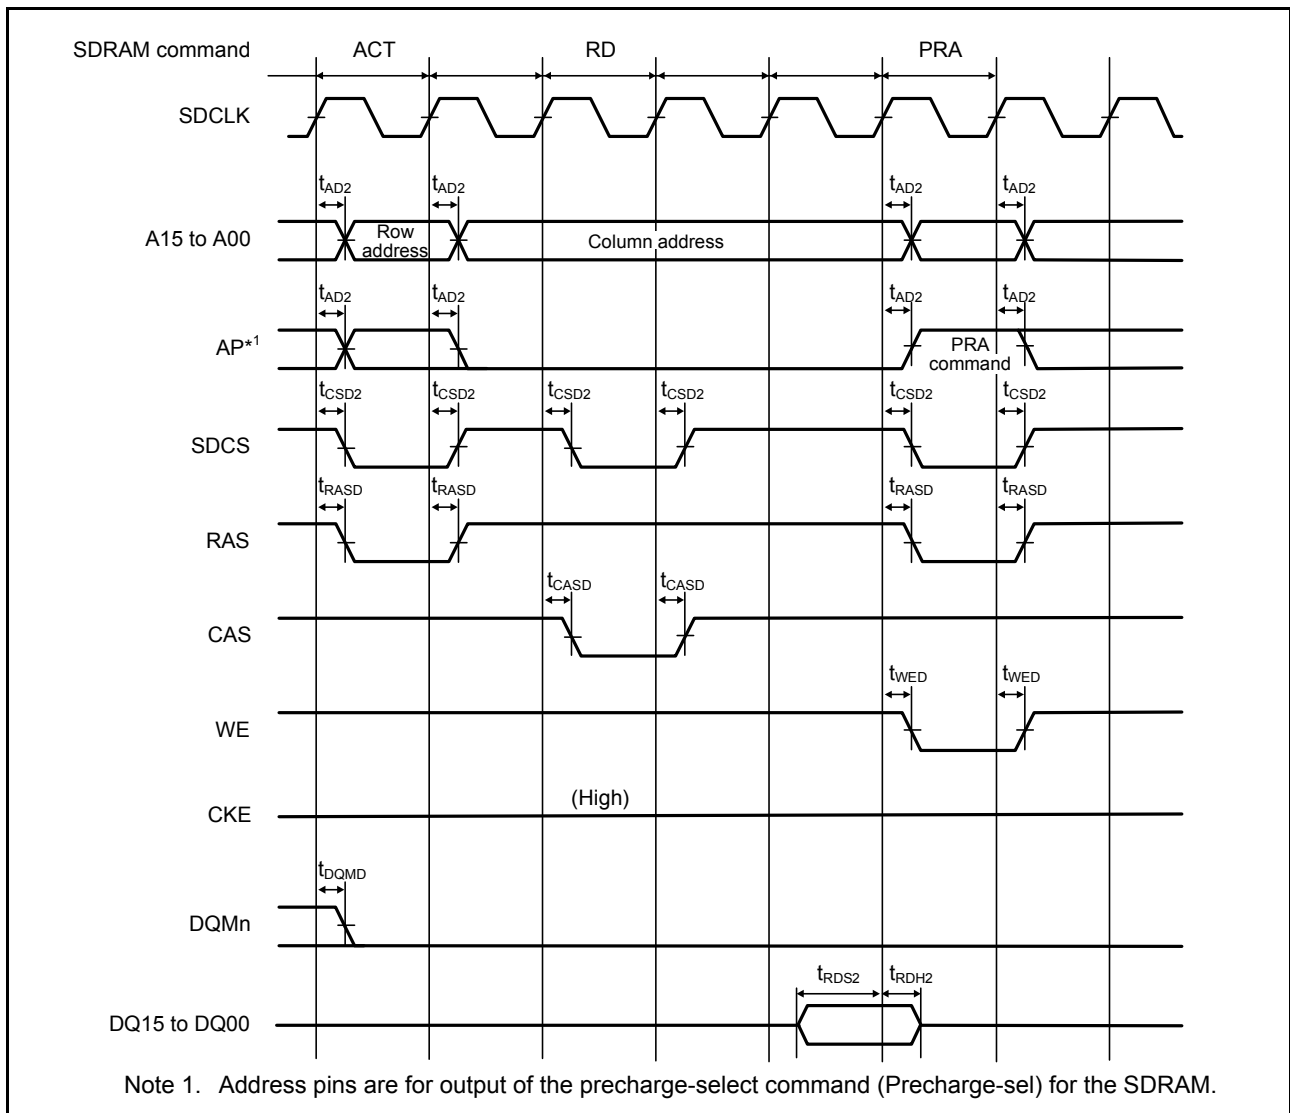 SDRAM command ACT RD PRA
SDCLK
tAD2 tAD2 tAD2 tAD2
A15 to A00 Row address Column address
tAD2 tAD2 tAD2 tAD2
AP*1 PRA command
tCSD2 tCSD2 tCSD2 tCSD2 tCSD2 tCSD2
SDCS
tRASD tRASD tRASD tRASD
RAS
tCASD tCASD
CAS
tWED tWED
WE
(High)
CKE
tDQMD
DQMn
tRDS2 tRDH2
DQ15 to DQ00
Note 1. Address pins are for output of the precharge-select command (Precharge-sel) for the SDRAM.